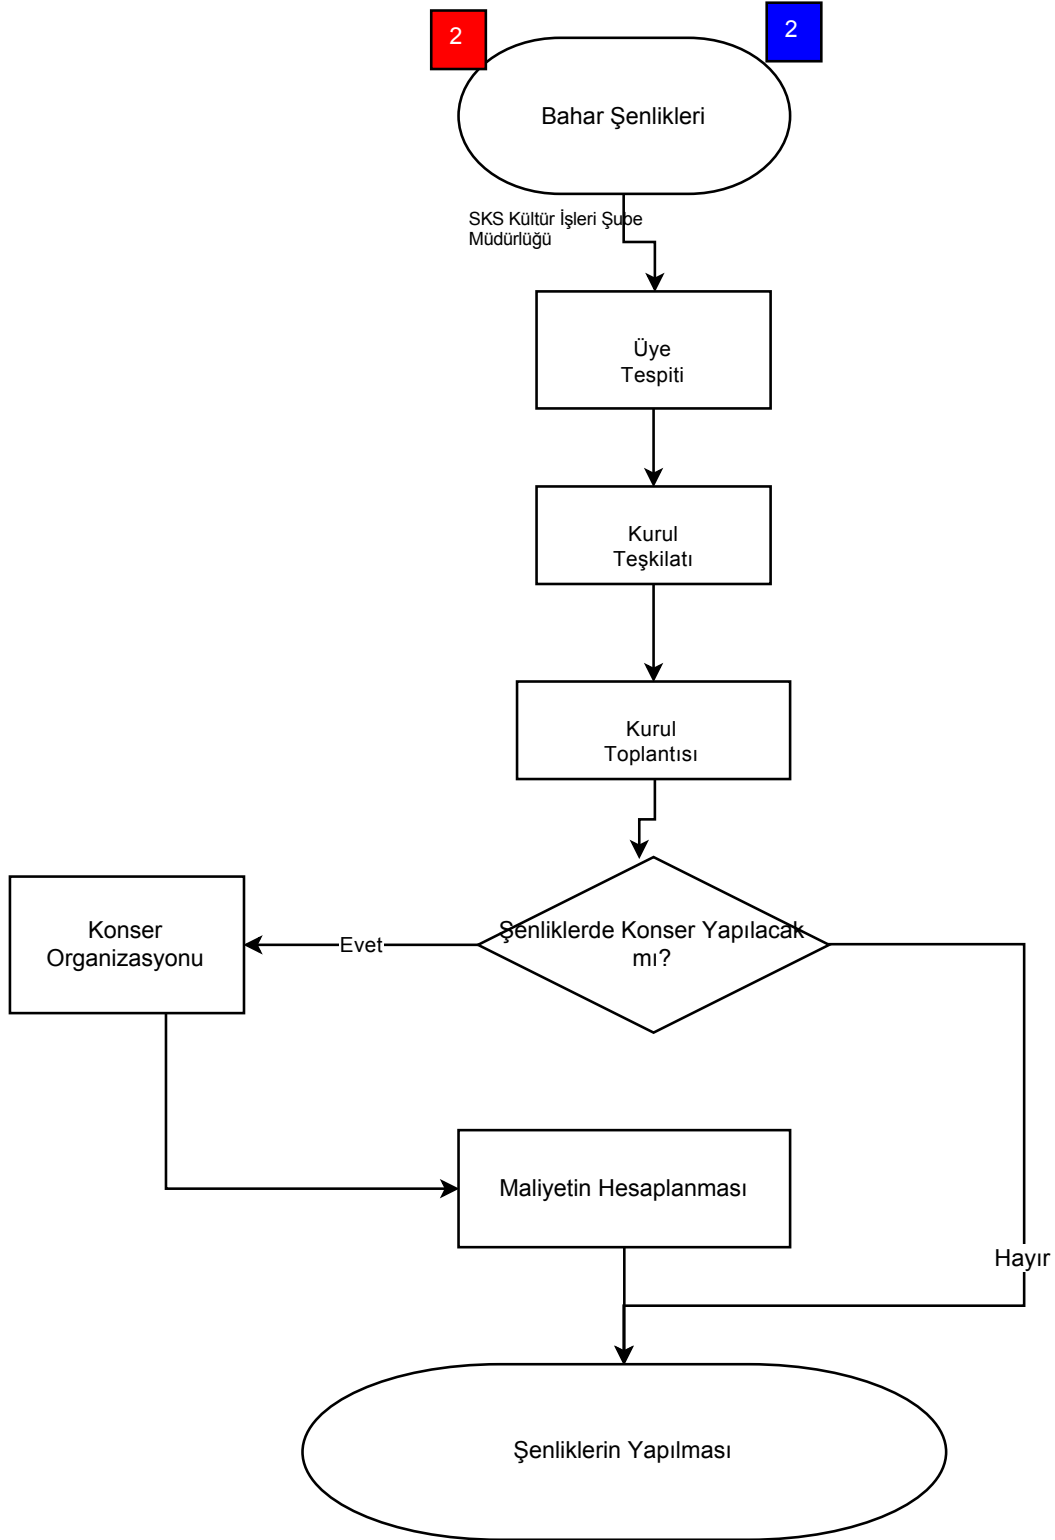 2
2
Bahar Şenlikleri
SKS Kültür İşleri Şube
Müdürlüğü
Üye
Tespiti
Kurul
Teşkilatı
Kurul
Toplantısı
Şenliklerde Konser Yapılacak
mı?
Evet
Konser
Organizasyonu
Maliyetin Hesaplanması
Hayır
Şenliklerin Yapılması